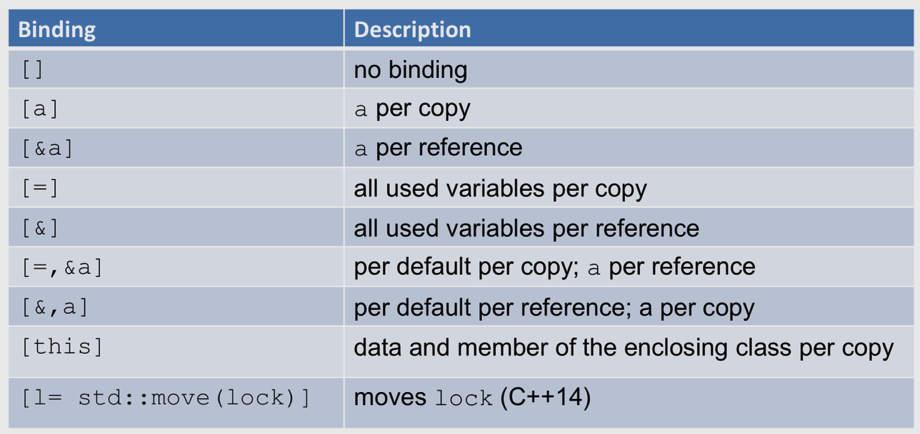 Binding Description
[] no binding
[a] a per copy
[&a] a per reference
[=] all used variables per copy
[&] all used variables per reference
[=,&a] per default per copy; a per reference
[&,a] per default per reference; a per copy
[this] data and member of the enclosing class per copy
[l= std::move(lock)] moves lock (C++14)